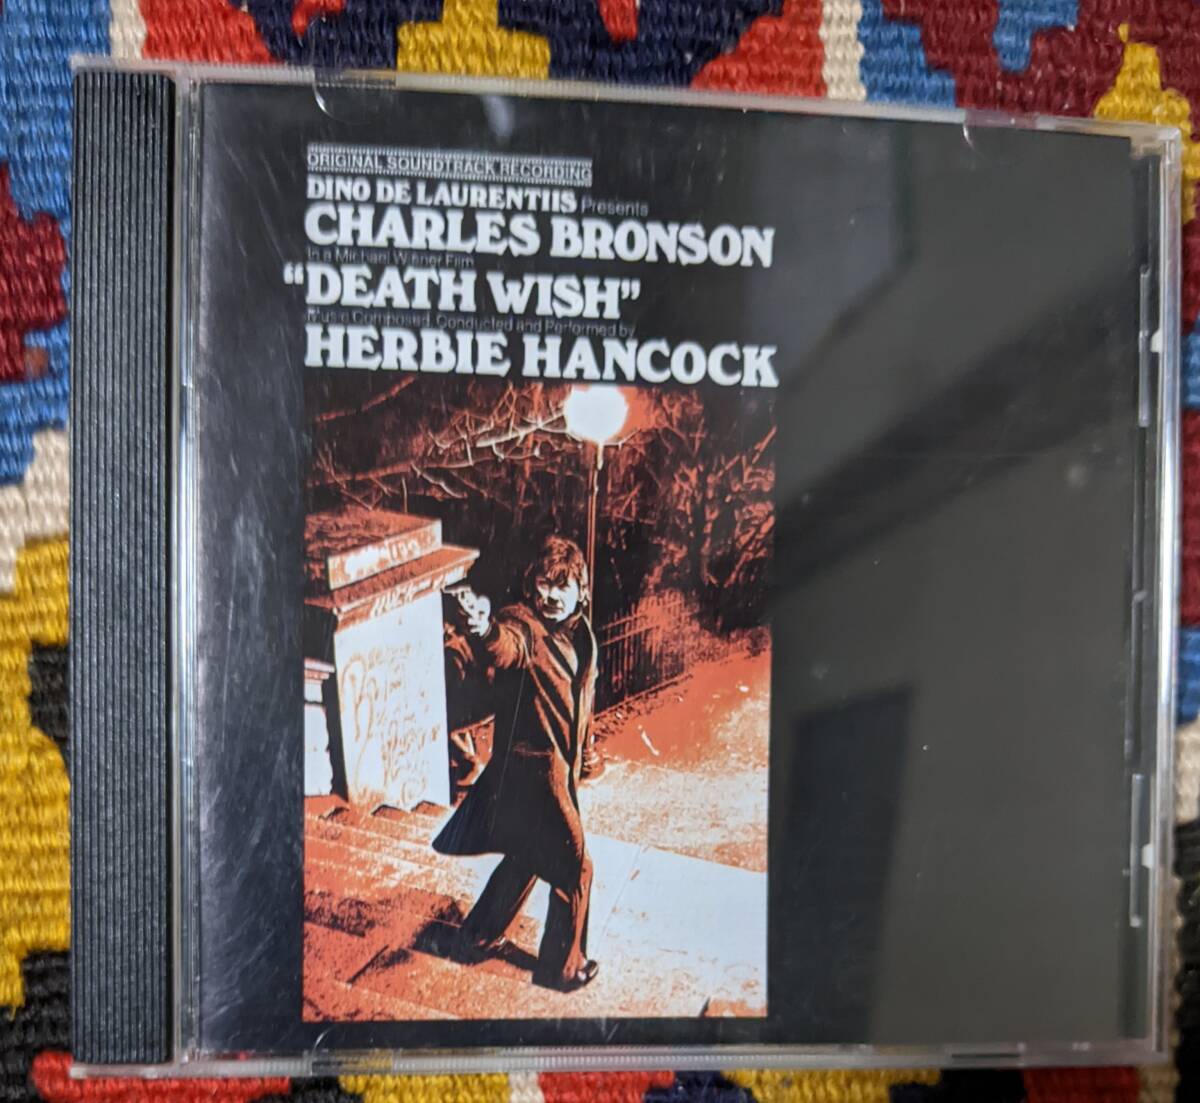 ORIGINAL SOUNDTRACK RECORDING
DINO DE LAURENTIIS Presents
CHARLES BRONSON
In a Michael Winner Film
“DEATH WISH”
Music Composed, Conducted and Performed by
HERBIE HANCOCK